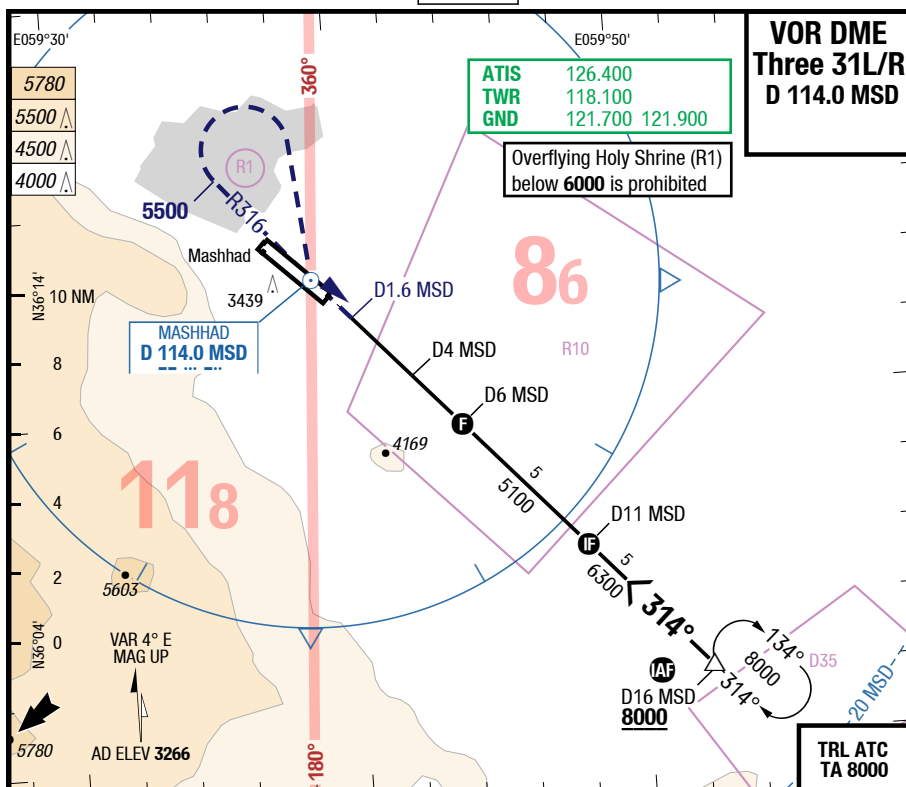 E059°30'
E059°50'
VOR DME
Three 31L/R
D 114.0 MSD
5780
5500
4500
4000
360°
ATIS 126.400
TWR 118.100
GND 121.700 121.900
Overflying Holy Shrine (R1)
below 6000 is prohibited
R1
5500
R316
Mashhad
86
3439
N36°14'
10 NM
D1.6 MSD
MASHHAD
D 114.0 MSD
D4 MSD
R10
8
D6 MSD
F
6
4169
118
5
5100
4
D11 MSD
IF
5
6300
2
5603
314°
N36°04'
0
VAR 4° E
MAG UP
134°
D35
8000
IAF
314°
D16 MSD
8000
20 MSD
5780
AD ELEV 3266
180°
TRL ATC
TA 8000